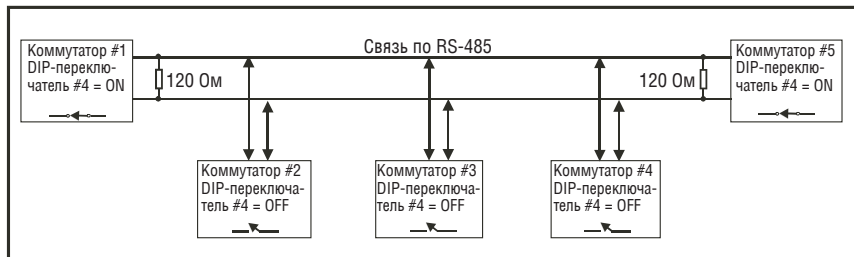 Связь по RS-485
Коммутатор #1
DIP-переклю-
чатель #4 = ON
120 Ом
120 Ом
Коммутатор #5
DIP-переклю-
чатель #4 = ON
Коммутатор #2
DIP-переключа-
тель #4 = OFF
Коммутатор #3
DIP-переключа-
тель #4 = OFF
Коммутатор #4
DIP-переключа-
тель #4 = OFF